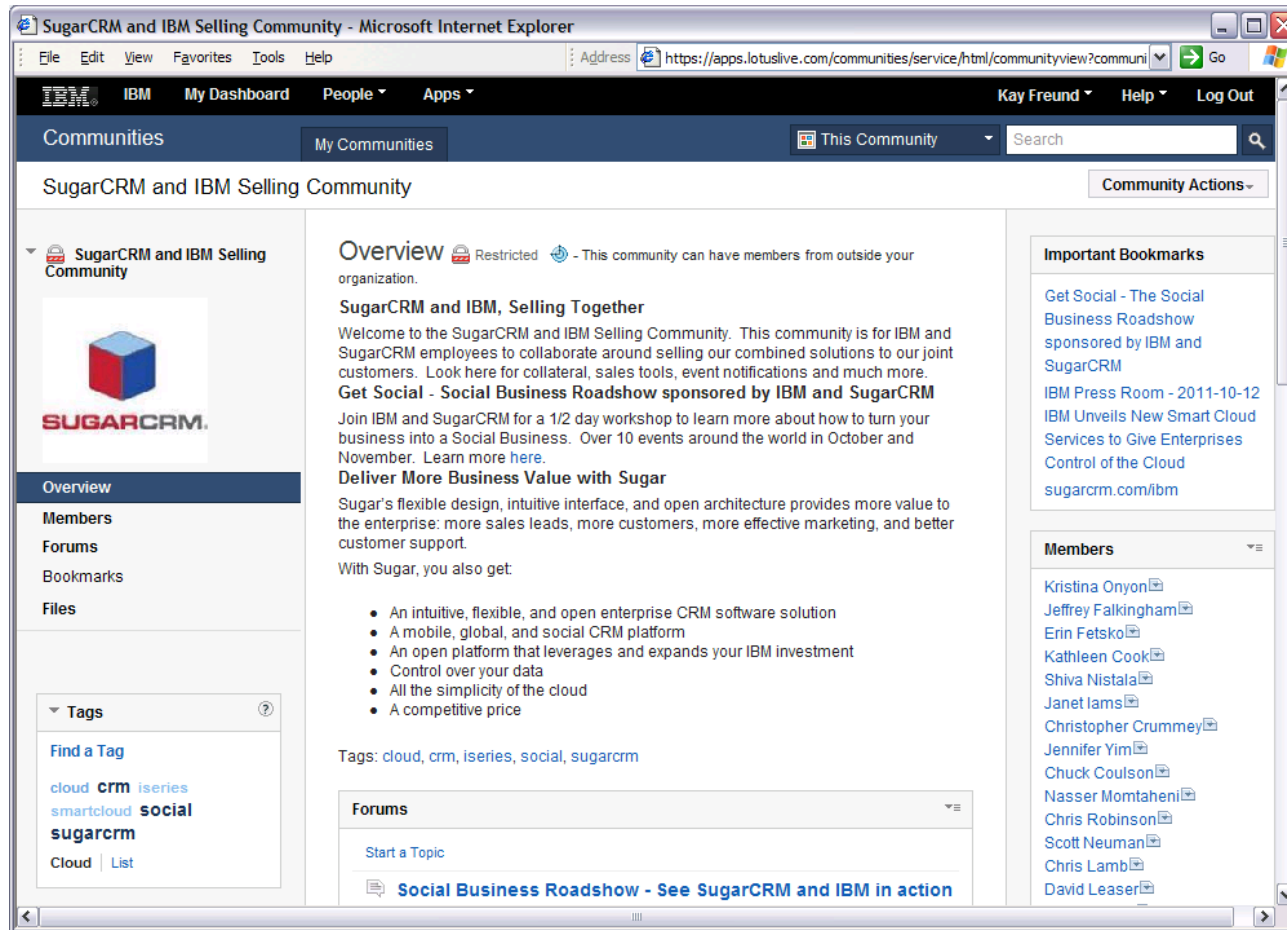 SugarCRM and IBM Selling Community - Microsoft Internet Explorer
File Edit View Favorites Tools Help
Address https://apps.lotuslive.com/communities/service/html/communityview?communi Go
IBM IBM My Dashboard People Apps Kay Freund Help Log Out
Communities My Communities This Community Search
SugarCRM and IBM Selling Community Community Actions
SugarCRM and IBM Selling
Community
SUGARCRM.
Overview
Members
Forums
Bookmarks
Files
Tags ?
Find a Tag
cloud crm iseries
smartcloud social
sugarcrm
Cloud | List
Overview Restricted - This community can have members from outside your
organization.
SugarCRM and IBM, Selling Together
Welcome to the SugarCRM and IBM Selling Community. This community is for IBM and
SugarCRM employees to collaborate around selling our combined solutions to our joint
customers. Look here for collateral, sales tools, event notifications and much more.
Get Social - Social Business Roadshow sponsored by IBM and SugarCRM
Join IBM and SugarCRM for a 1/2 day workshop to learn more about how to turn your
business into a Social Business. Over 10 events around the world in October and
November. Learn more here.
Deliver More Business Value with Sugar
Sugar's flexible design, intuitive interface, and open architecture provides more value to
the enterprise: more sales leads, more customers, more effective marketing, and better
customer support.
With Sugar, you also get:
• An intuitive, flexible, and open enterprise CRM software solution
• A mobile, global, and social CRM platform
• An open platform that leverages and expands your IBM investment
• Control over your data
• All the simplicity of the cloud
• A competitive price
Tags: cloud, crm, iseries, social, sugarcrm
Forums
Start a Topic
Social Business Roadshow - See SugarCRM and IBM in action
Important Bookmarks
Get Social - The Social
Business Roadshow
sponsored by IBM and
SugarCRM
IBM Press Room - 2011-10-12
IBM Unveils New Smart Cloud
Services to Give Enterprises
Control of the Cloud
sugarcrm.com/ibm
Members
Kristina Onyon
Jeffrey Falkingham
Erin Fetsko
Kathleen Cook
Shiva Nistala
Janet Iams
Christopher Crummey
Jennifer Yim
Chuck Coulson
Nasser Momtaheni
Chris Robinson
Scott Neuman
Chris Lamb
David Leaser